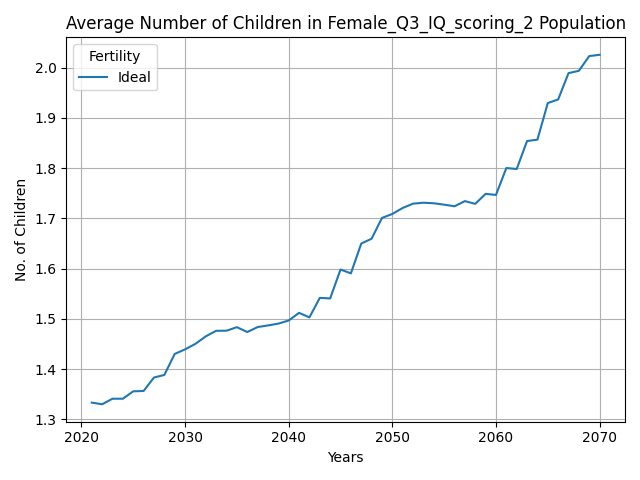 Average Number of Children in Female_Q3_IQ_scoring_2 Population
Fertility
Ideal
No. of Children
2.0
1.9
1.8
1.7
1.6
1.5
1.4
1.3
2020 2030 2040 2050 2060 2070
Years